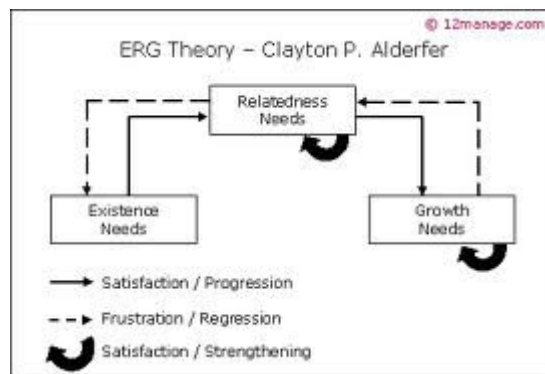 © 12manage.com
ERG Theory – Clayton P. Alderfer
Relatedness
Needs
Existence
Needs
Growth
Needs
Satisfaction / Progression
Frustration / Regression
Satisfaction / Strengthening